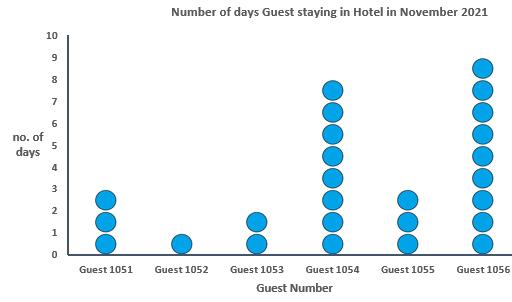 Number of days Guest staying in Hotel in November 2021
10
9
8
7
6
5
4
3
2
1
0
no. of
days
Guest 1051 Guest 1052 Guest 1053 Guest 1054 Guest 1055 Guest 1056
Guest Number